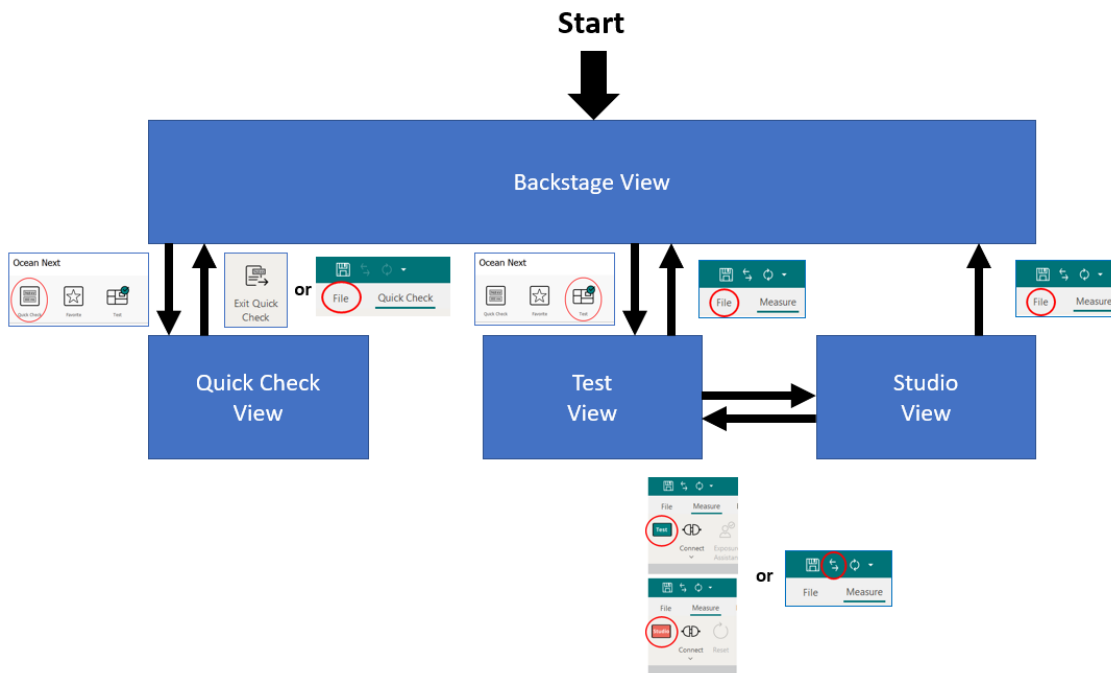 Start
Backstage View
Ocean Next
Quick Check
Favorite
Test
Exit Quick
Check
or
File
Quick Check
Ocean Next
Quick Check
Favorite
Test
File
Measure
File
Measure
Quick Check
View
Test
View
Studio
View
File
Measure
Test
Connect
Exposur
Assistan
or
File
Measure
File
Measure
Studio
Connect
Reset